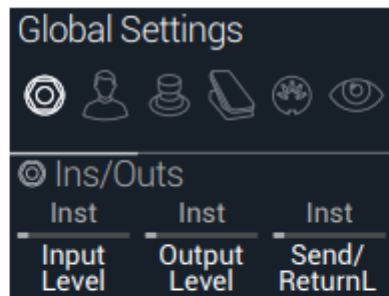 Global Settings
Ins/Outs
Inst Inst Inst
Input Output Send/
Level Level ReturnL